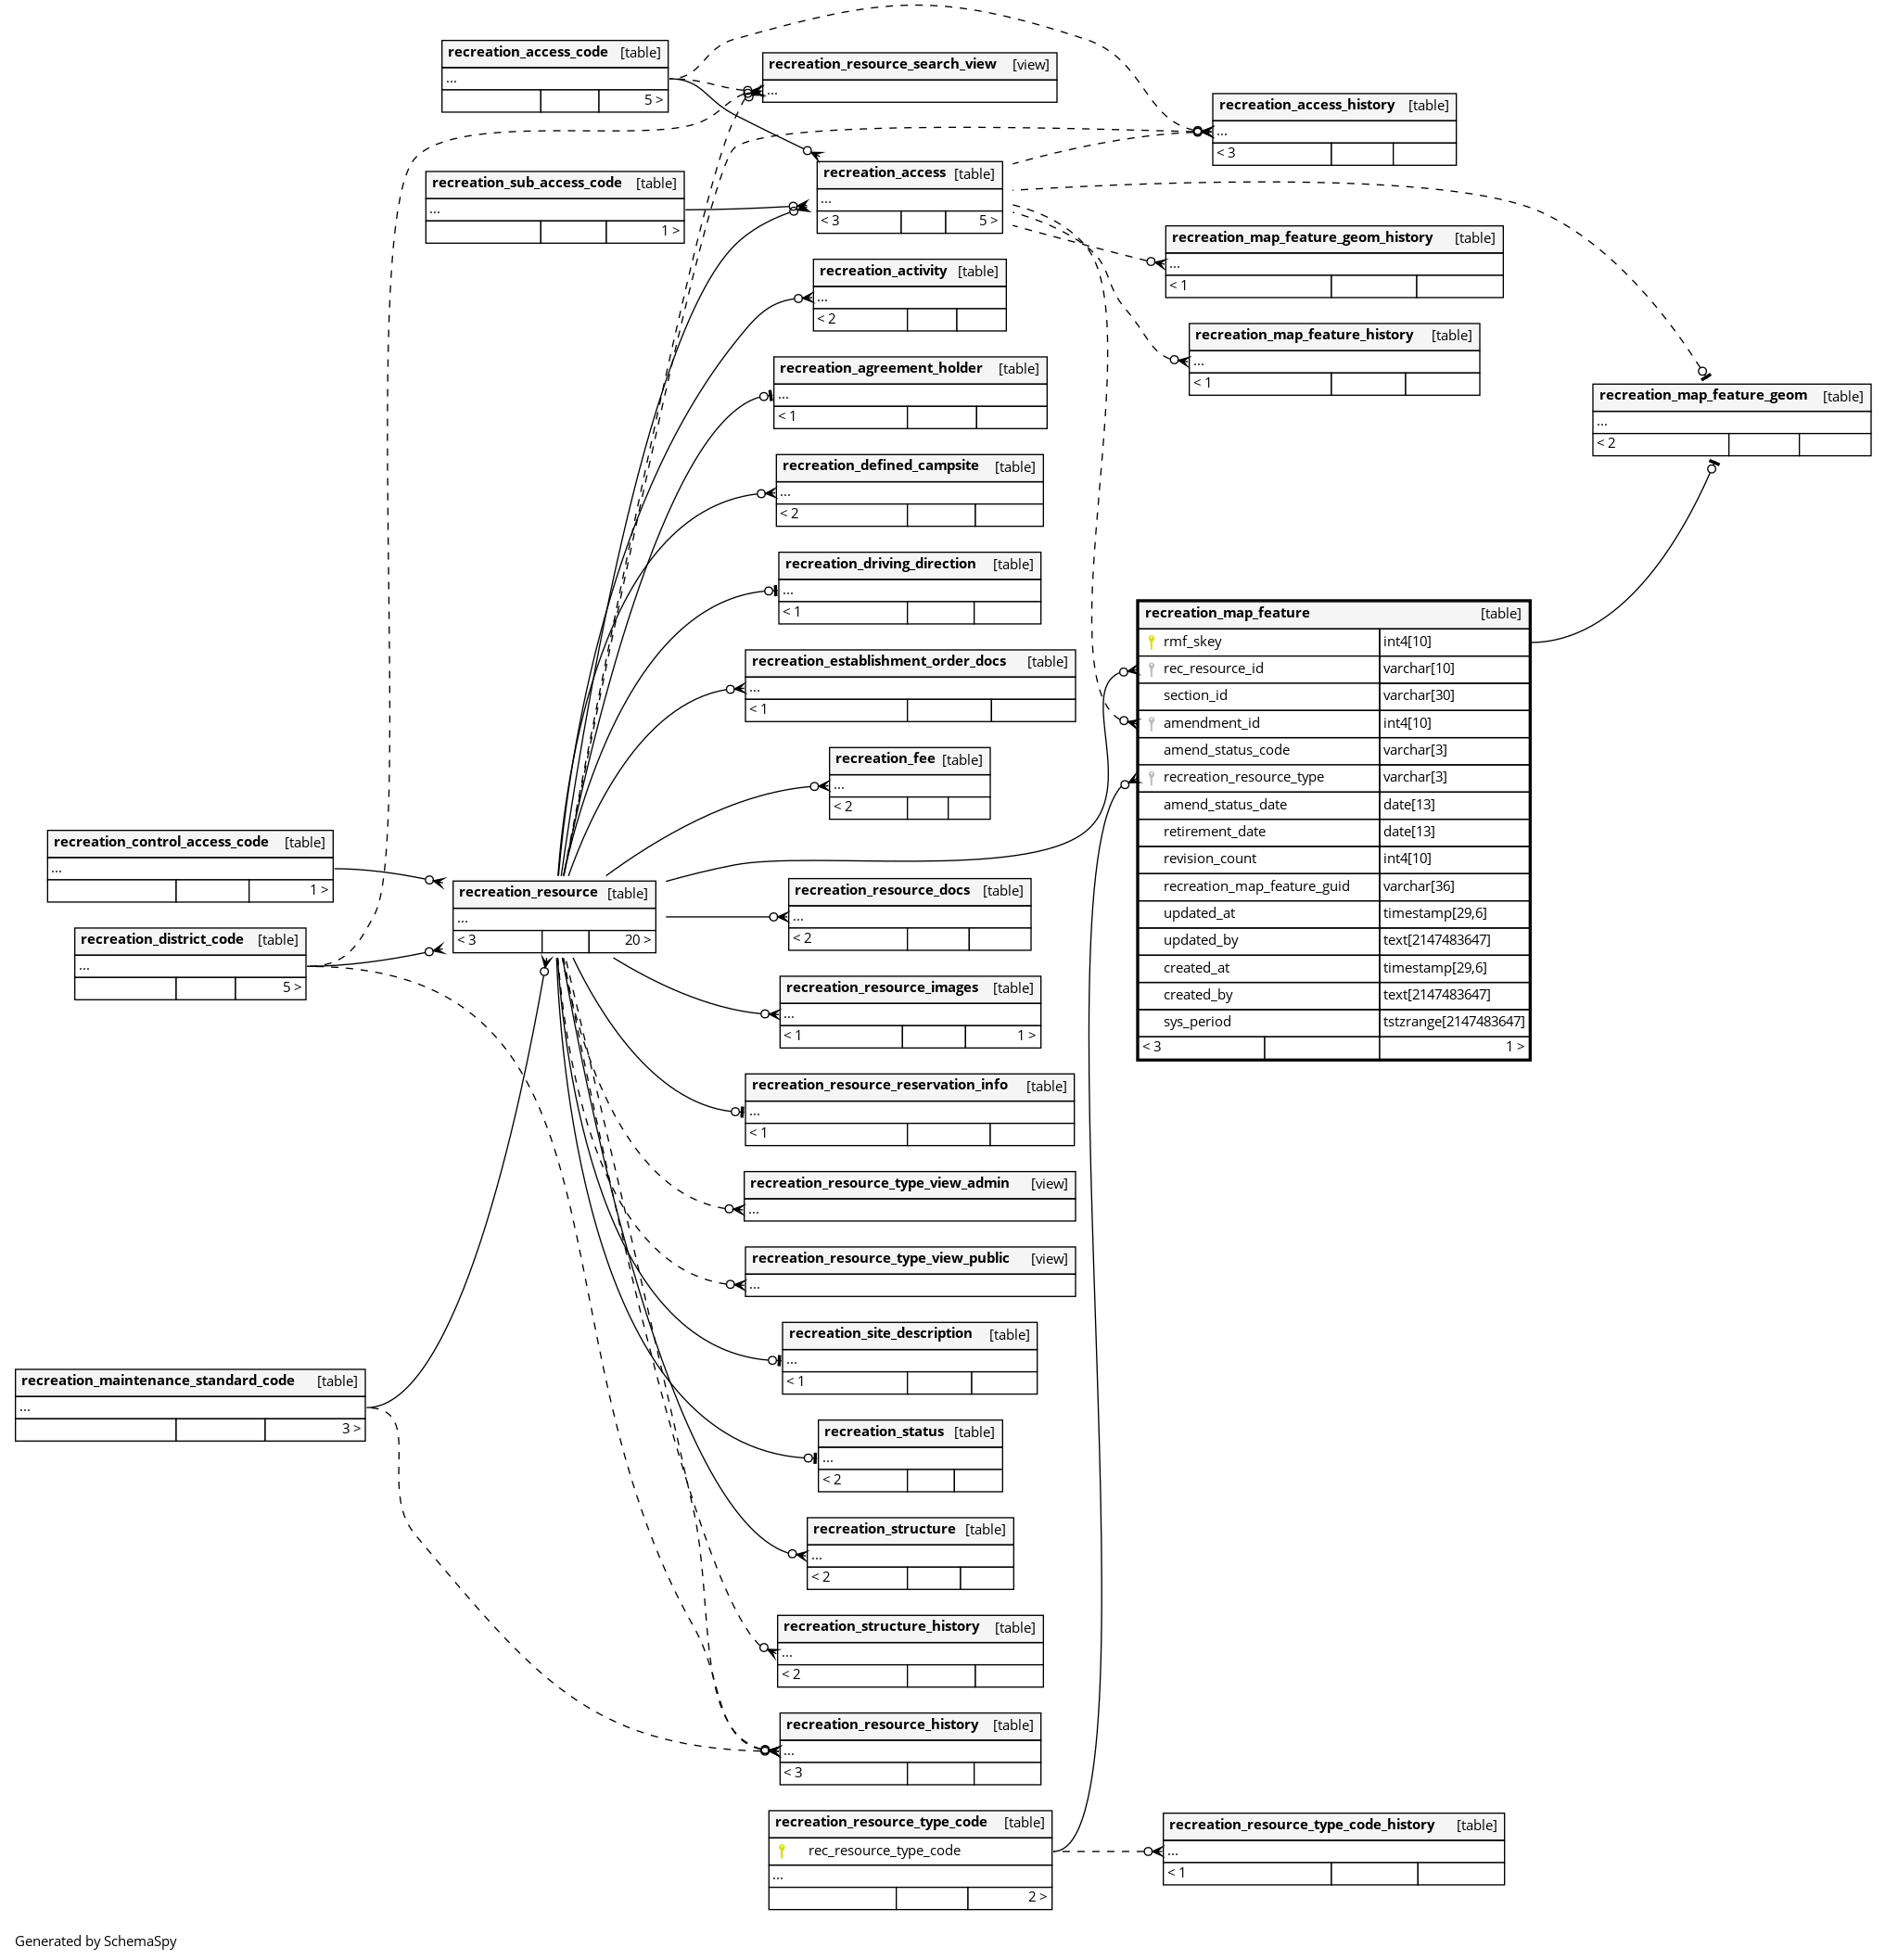 recreation_access_code [table]
...
5 >
recreation_resource_search_view [view]
...
recreation_access_history [table]
...
< 3
recreation_sub_access_code [table]
...
1 >
recreation_access [table]
...
< 3 5 >
recreation_map_feature_geom_history [table]
...
< 1
recreation_activity [table]
...
< 2
recreation_map_feature_history [table]
...
< 1
recreation_agreement_holder [table]
...
< 1
recreation_map_feature_geom [table]
...
< 2
recreation_defined_campsite [table]
...
< 2
recreation_driving_direction [table]
...
< 1
recreation_map_feature [table]
rmf_skey int4[10]
rec_resource_id varchar[10]
section_id varchar[30]
amendment_id int4[10]
amend_status_code varchar[3]
recreation_resource_type varchar[3]
amend_status_date date[13]
retirement_date date[13]
revision_count int4[10]
recreation_map_feature_guid varchar[36]
updated_at timestamp[29,6]
updated_by text[2147483647]
created_at timestamp[29,6]
created_by text[2147483647]
sys_period tstzrange[2147483647]
< 3 1 >
recreation_establishment_order_docs [table]
...
< 1
recreation_fee [table]
...
< 2
recreation_control_access_code [table]
...
1 >
recreation_resource [table]
...
< 3 20 >
recreation_resource_docs [table]
...
< 2
recreation_district_code [table]
...
5 >
recreation_resource_images [table]
...
< 1 1 >
recreation_resource_reservation_info [table]
...
< 1
recreation_resource_type_view_admin [view]
...
recreation_resource_type_view_public [view]
...
recreation_site_description [table]
...
< 1
recreation_maintenance_standard_code [table]
...
3 >
recreation_status [table]
...
< 2
recreation_structure [table]
...
< 2
recreation_structure_history [table]
...
< 2
recreation_resource_history [table]
...
< 3
recreation_resource_type_code [table]
rec_resource_type_code
...
2 >
recreation_resource_type_code_history [table]
...
< 1
Generated by SchemaSpy